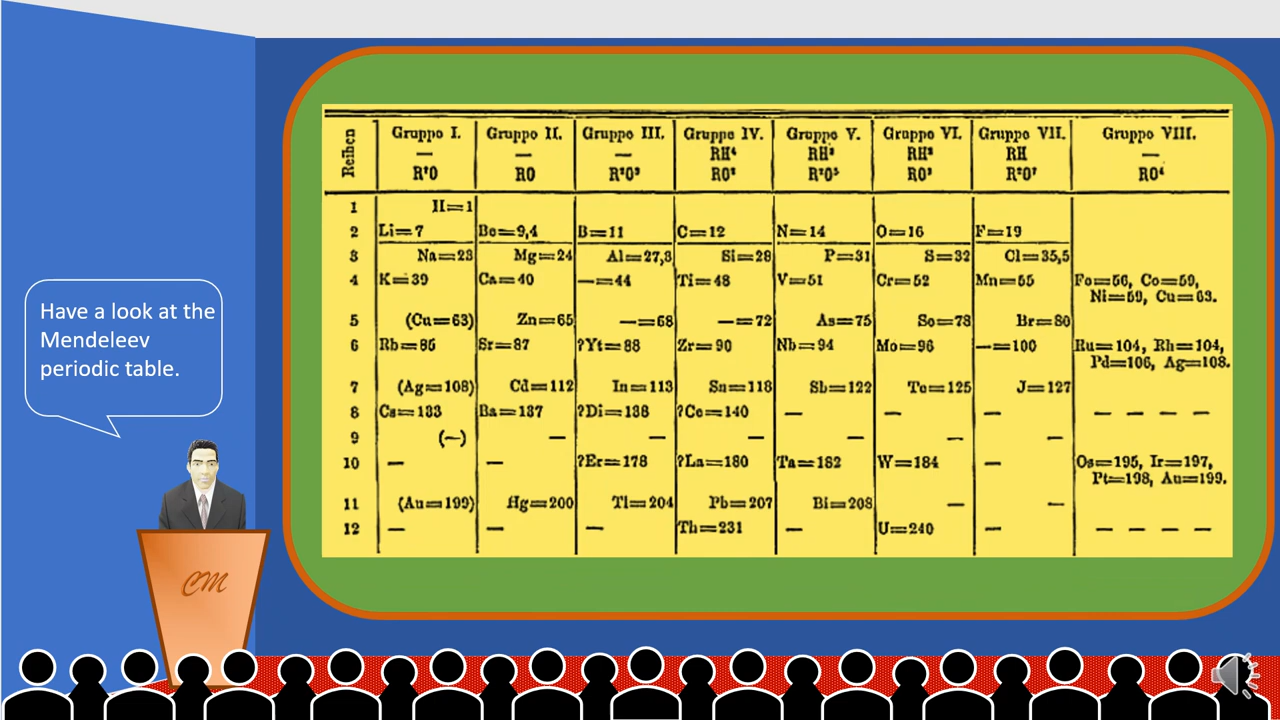 Have a look at the
Mendeleev
periodic table.
CM
Reihen
Gruppo I. Gruppo II. Gruppo III. Gruppo IV. Gruppo V. Gruppo VI. Gruppo VII. Gruppo VIII.
— — — RH⁴ RH³ RH² RH —
R²O RO R²O³ RO² R²O⁵ RO³ R²O⁷ RO⁴
1 H=1
2 Li=7 Be=9,4 B=11 C=12 N=14 O=16 F=19
3 Na=23 Mg=24 Al=27,3 Si=28 P=31 S=32 Cl=35,5
4 K=39 Ca=40 —=44 Ti=48 V=51 Cr=52 Mn=55 Fo=56, Co=59,
Ni=59, Cu=63.
5 (Cu=63) Zn=65 —=68 —=72 As=75 So=78 Br=80
6 Rb=85 Sr=87 ?Yt=88 Zr=90 Nb=94 Mo=96 —=100 Ru=104, Rh=104,
Pd=106, Ag=108.
7 (Ag=108) Cd=112 In=113 Sn=118 Sb=122 Te=125 J=127
8 Cs=133 Ba=137 ?Di=138 ?Ce=140 — — — — — — —
9 (—) — — — — — —
10 — — ?Er=178 ?La=180 Ta=182 W=184 — Os=195, Ir=197,
Pt=198, Au=199.
11 (Au=199) Hg=200 Tl=204 Pb=207 Bi=208 — —
12 — — — Th=231 — U=240 — — — — —